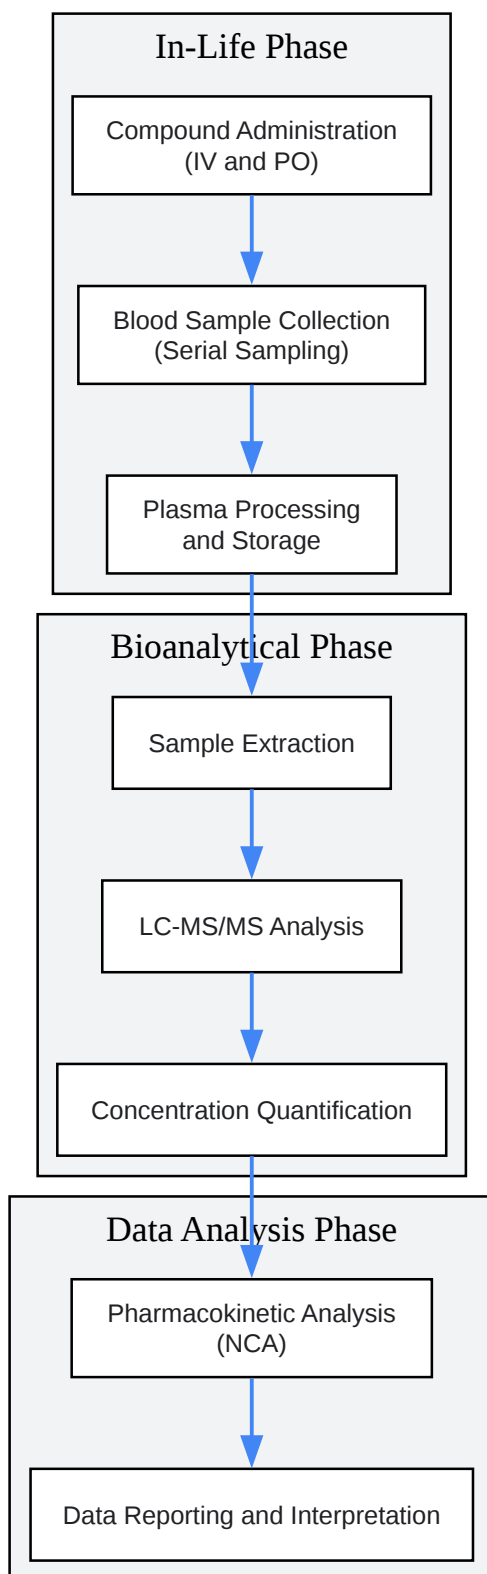 In-Life Phase
Compound Administration
(IV and PO)
Blood Sample Collection
(Serial Sampling)
Plasma Processing
and Storage
Bioanalytical Phase
Sample Extraction
LC-MS/MS Analysis
Concentration Quantification
Data Analysis Phase
Pharmacokinetic Analysis
(NCA)
Data Reporting and Interpretation